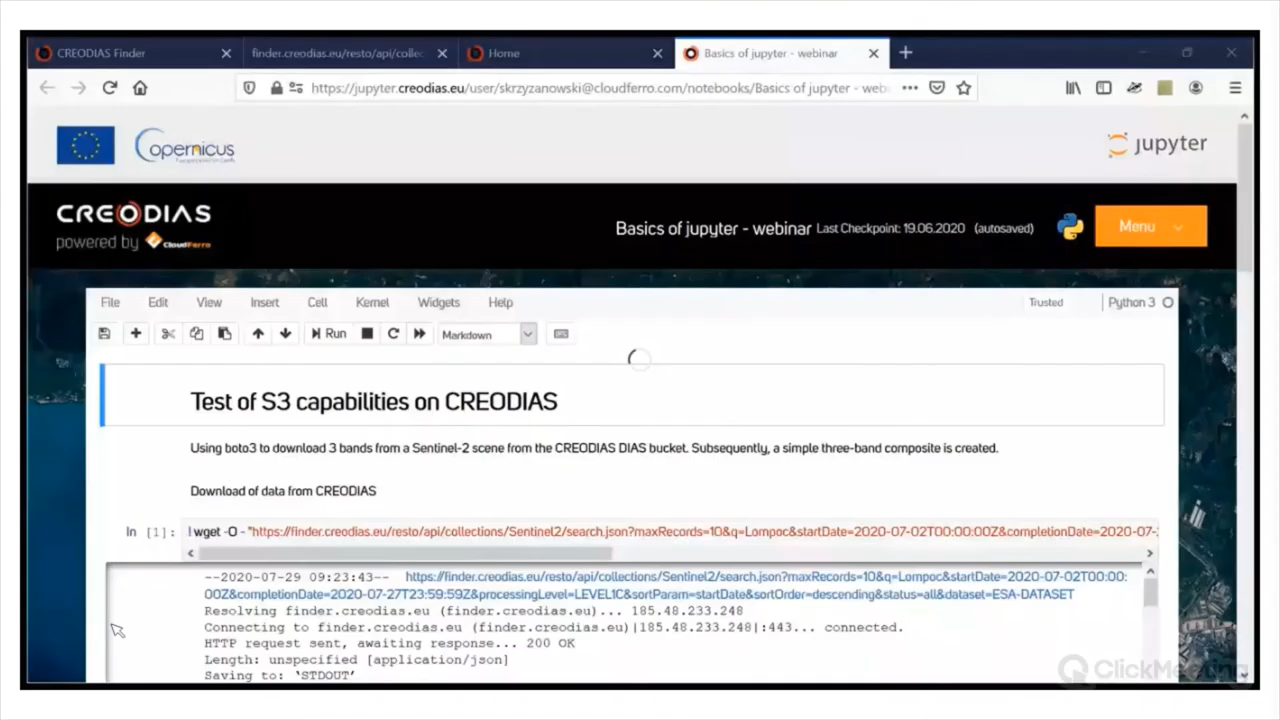 CREODIAS Finder
finder.creodias.eu/resto/api/collec
Home
Basics of jupyter - webinar
https://jupyter.creodias.eu/user/skrzyzanowski@cloudferro.com/notebooks/Basics of jupyter - web
opernicus
jupyter
CREODIAS
powered by CloudFerro
Basics of jupyter - webinar Last Checkpoint: 19.06.2020 (autosaved)
Menu
File Edit View Insert Cell Kernel Widgets Help
Trusted
Python 3
Run
Markdown
Test of S3 capabilities on CREODIAS
Using boto3 to download 3 bands from a Sentinel-2 scene from the CREODIAS DIAS bucket. Subsequently, a simple three-band composite is created.
Download of data from CREODIAS
In [1]: !wget -O - "https://finder.creodias.eu/resto/api/collections/Sentinel2/search.json?maxRecords=10&q=Lompoc&startDate=2020-07-02T00:00:00Z&completionDate=2020-07-
--2020-07-29 09:23:43-- https://finder.creodias.eu/resto/api/collections/Sentinel2/search.json?maxRecords=10&q=Lompoc&startDate=2020-07-02T00:00:
00Z&completionDate=2020-07-27T23:59:59Z&processingLevel=LEVEL1C&sortParam=startDate&sortOrder=descending&status=all&dataset=ESA-DATASET
Resolving finder.creodias.eu (finder.creodias.eu)... 185.48.233.248
Connecting to finder.creodias.eu (finder.creodias.eu)|185.48.233.248|:443... connected.
HTTP request sent, awaiting response... 200 OK
Length: unspecified [application/json]
Saving to: ‘STDOUT’
ClickMeeting